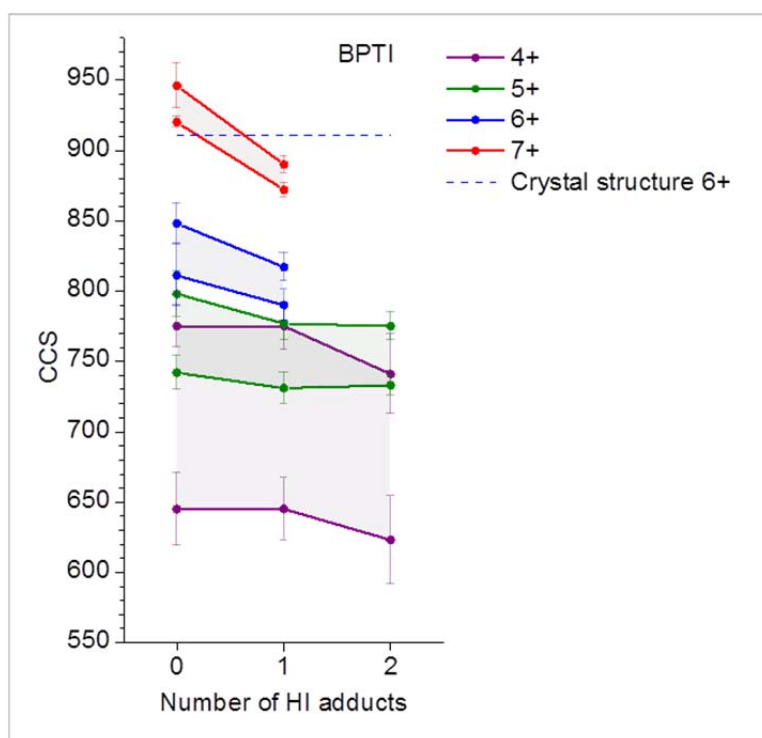 BPTI
4+
5+
6+
7+
Crystal structure 6+
950
900
850
800
750
700
650
600
550
CCS
0 1 2
Number of HI adducts